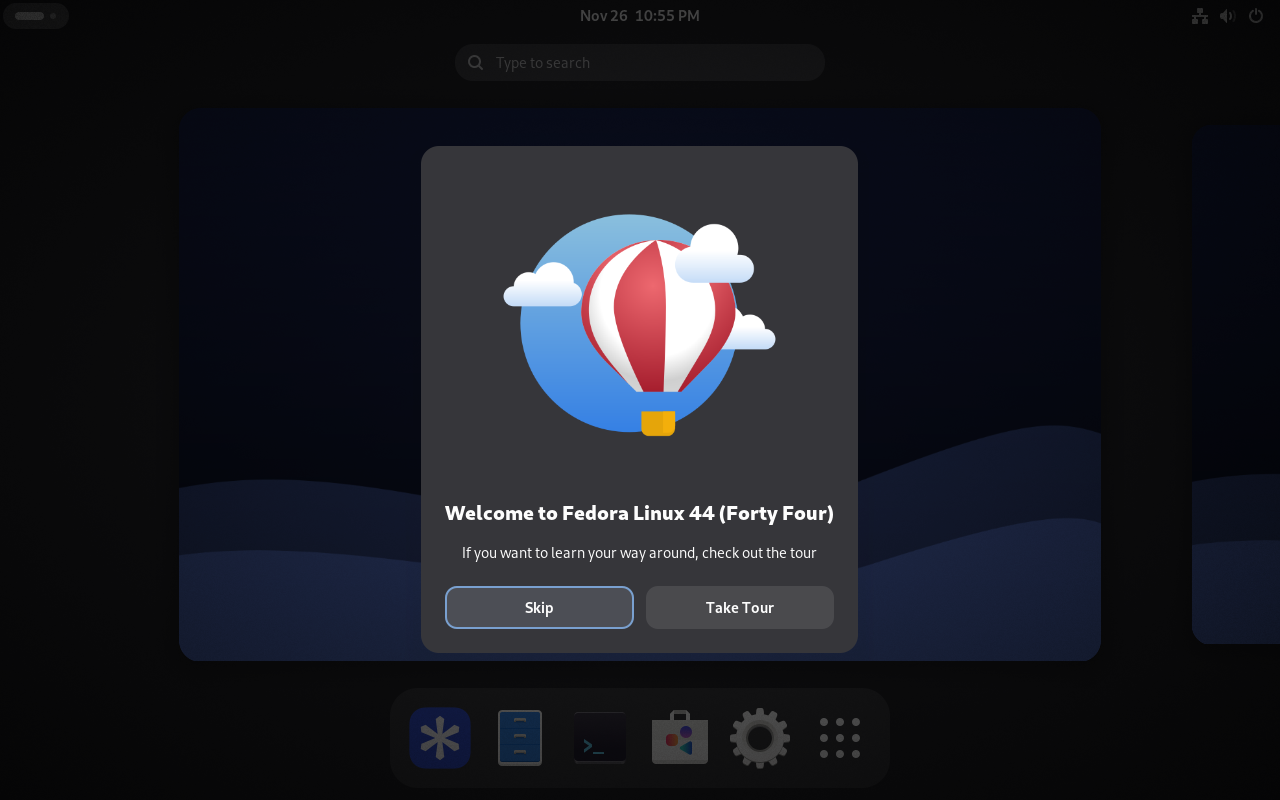 Nov 26 10:55 PM
Type to search
Welcome to Fedora Linux 44 (Forty Four)
If you want to learn your way around, check out the tour
Skip
Take Tour
>_